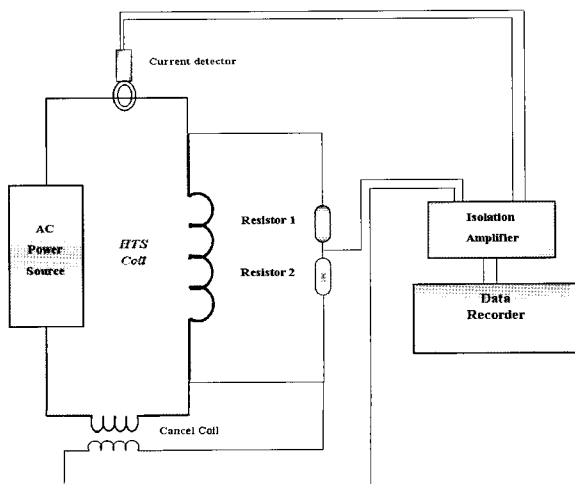 Current detector
AC
Power
Source
HTS
Coil
Resistor 1
Resistor 2
Isolation
Amplifier
Data
Recorder
Cancel Coil